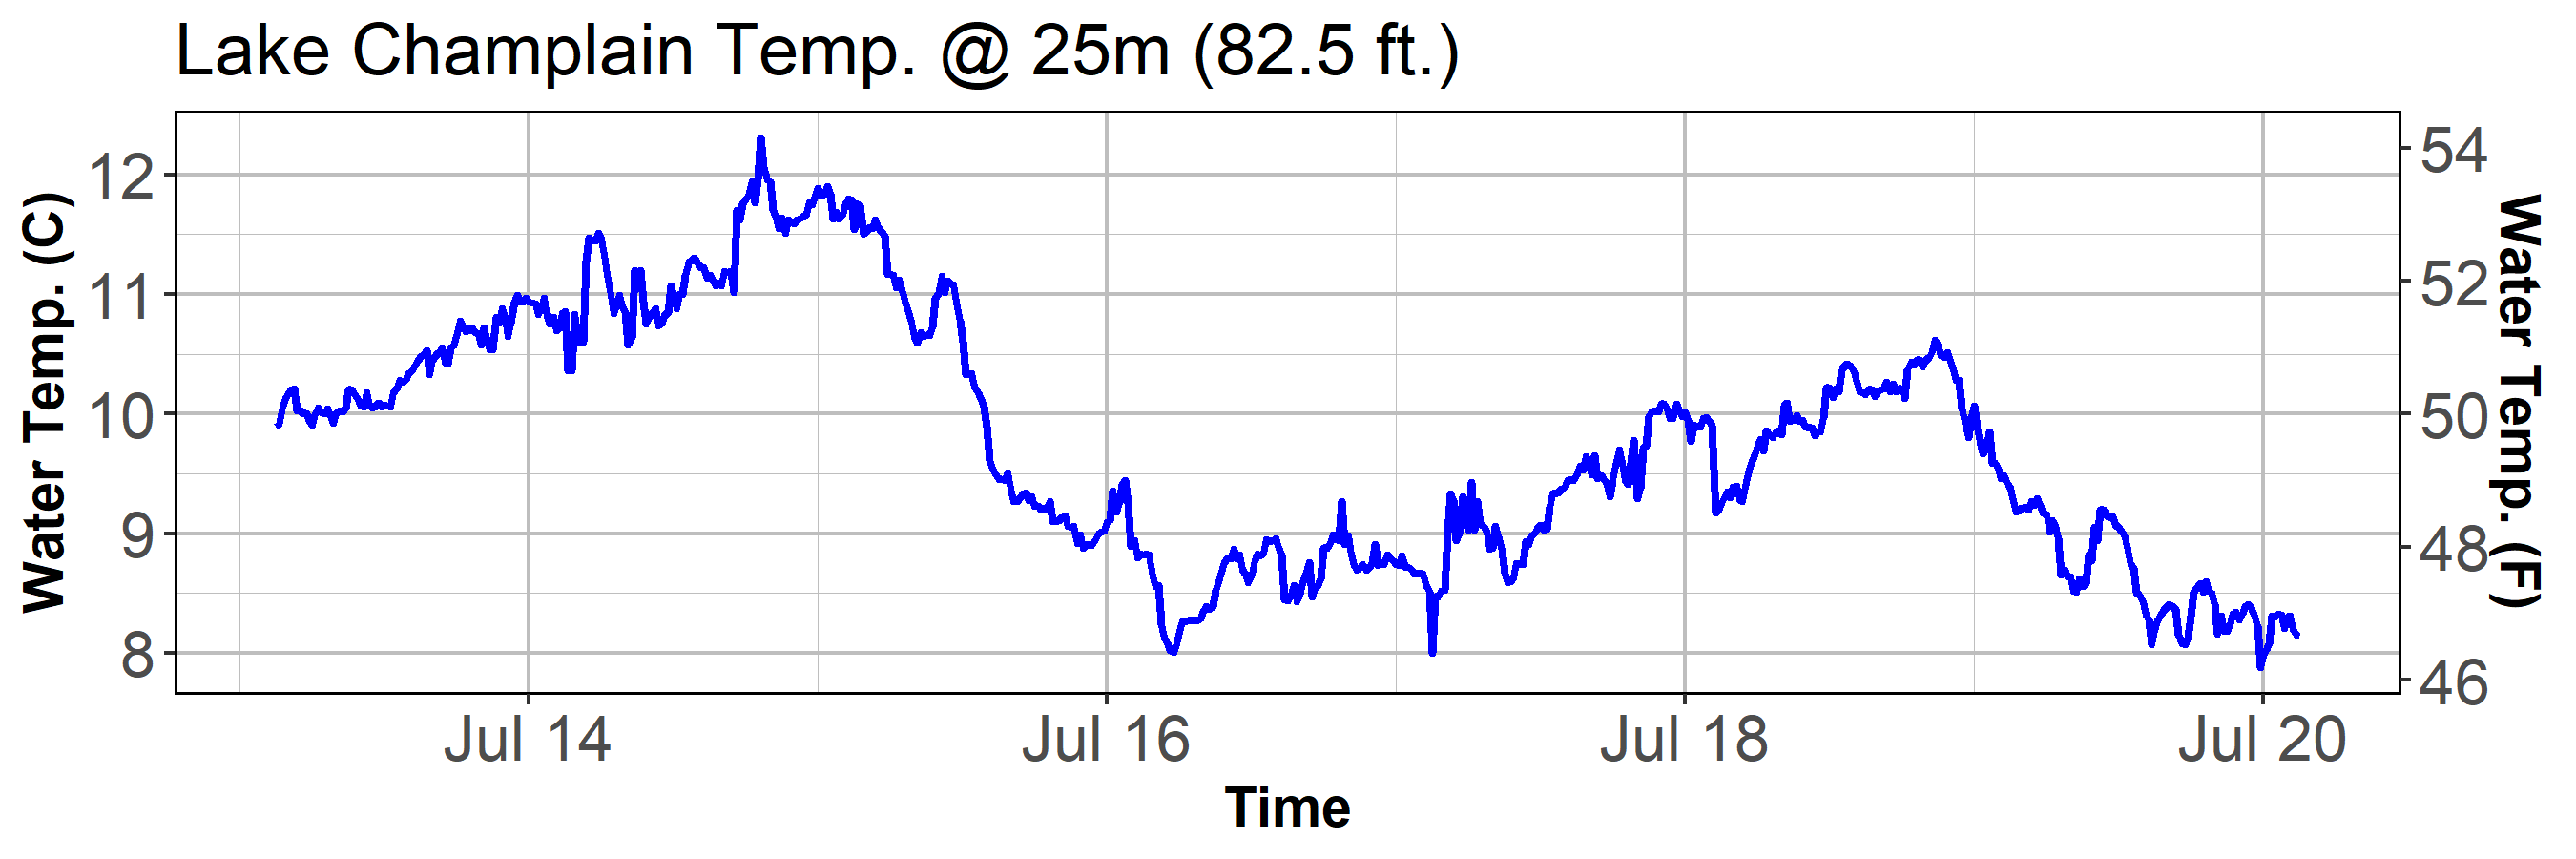 Lake Champlain Temp. @ 25m (82.5 ft.)
Water Temp. (C)
12
11
10
9
8
54
52
50
48
46
Water Temp. (F)
Jul 14
Jul 16
Jul 18
Jul 20
Time